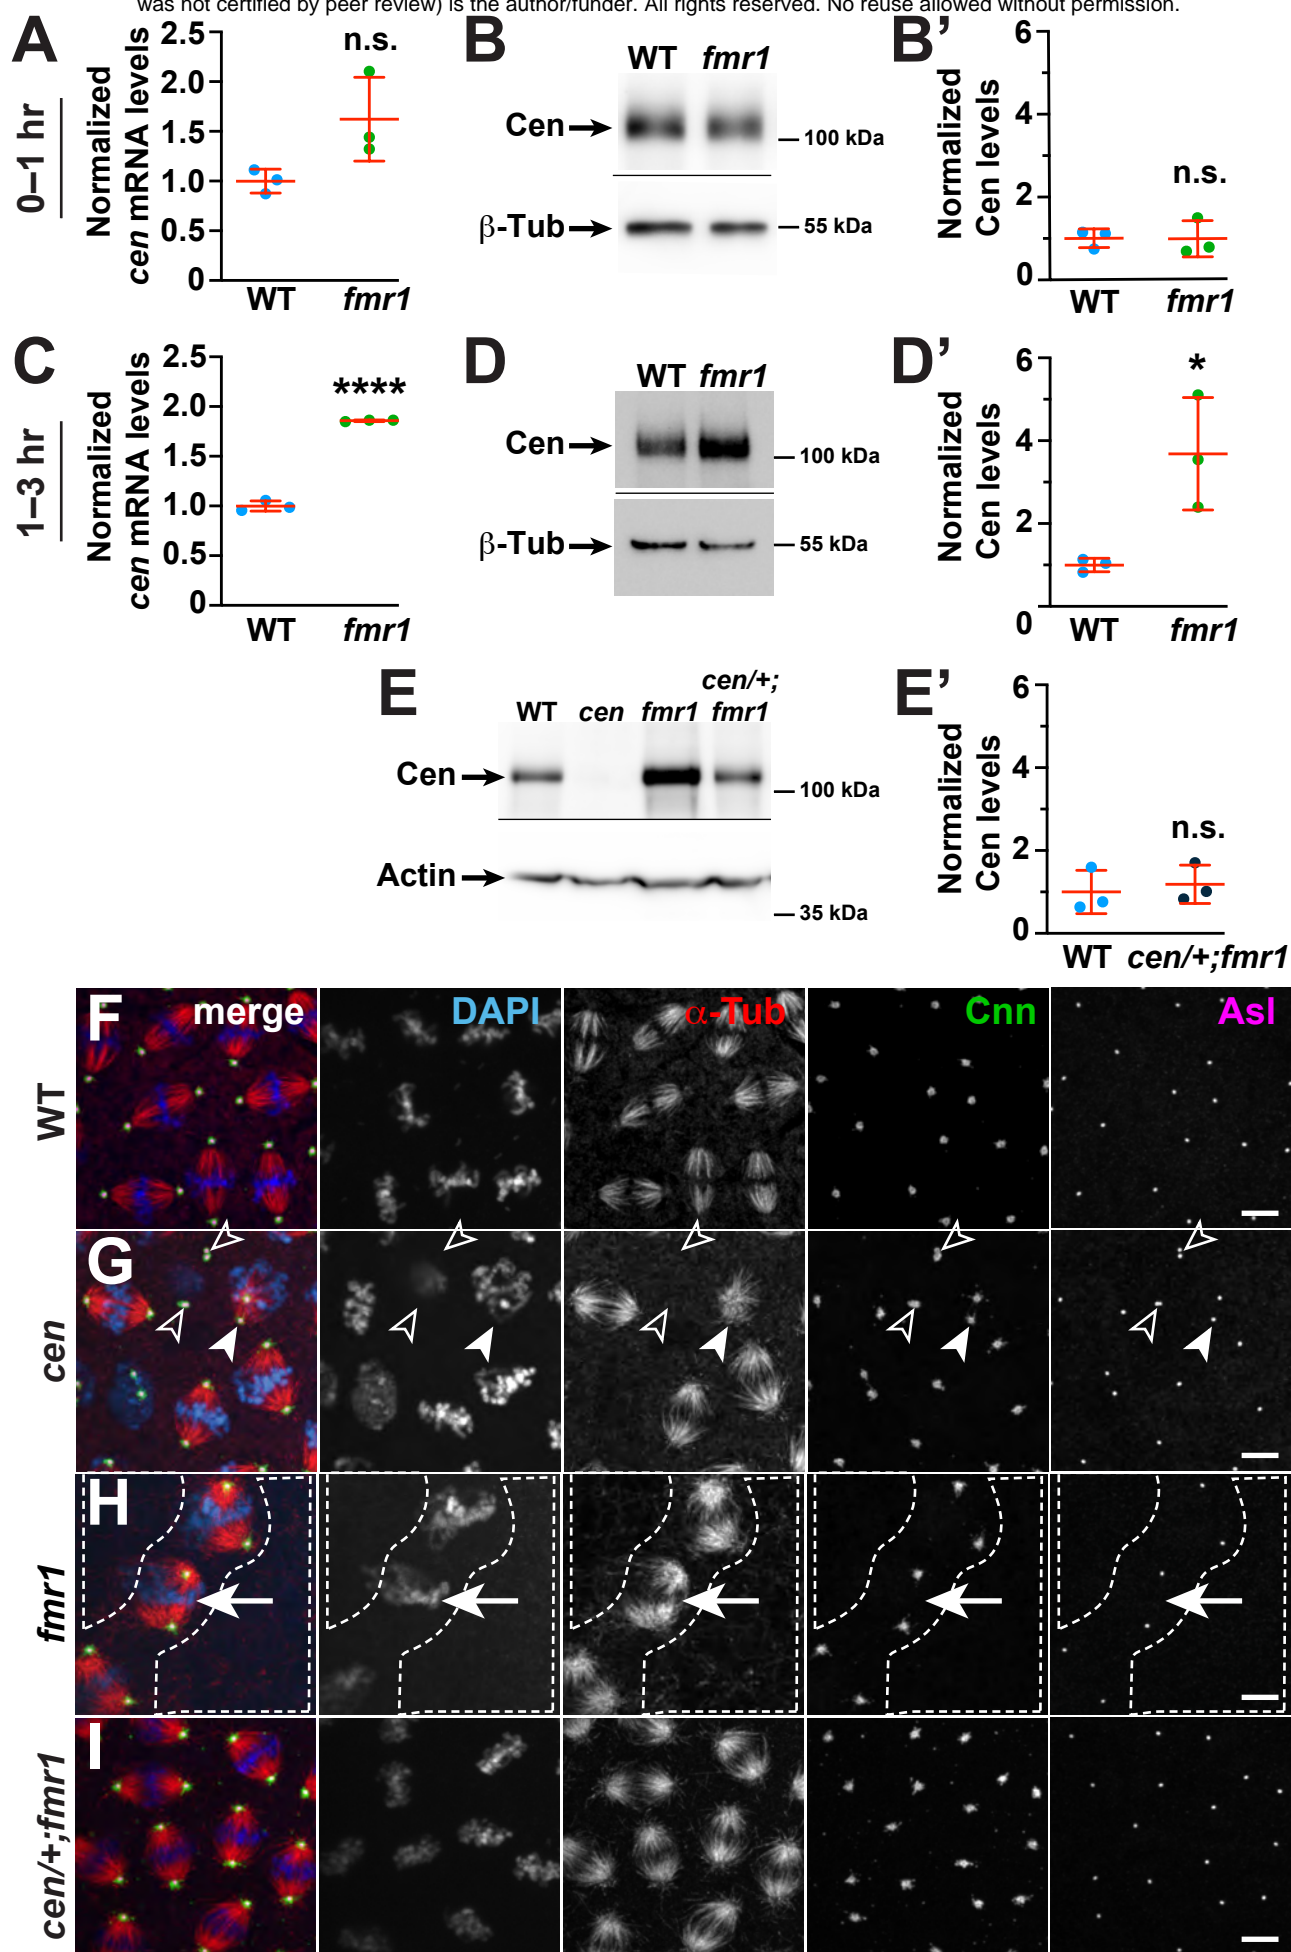 was not certified by peer review) is the author/funder. All rights reserved. No reuse allowed without permission.
A
0–1 hr
Normalized
cen mRNA levels
2.5
2.0
1.5
1.0
0.5
0
n.s.
WT
fmr1
B
WT fmr1
Cen
100 kDa
β-Tub
55 kDa
B’
Normalized
Cen levels
6
4
2
0
n.s.
WT
fmr1
C
1–3 hr
Normalized
cen mRNA levels
2.5
2.0
1.5
1.0
0.5
0
****
WT
fmr1
D
WT fmr1
Cen
100 kDa
β-Tub
55 kDa
D’
Normalized
Cen levels
6
4
2
0
*
WT
fmr1
E
WT cen fmr1 cen/+;
fmr1
Cen
100 kDa
Actin
35 kDa
E’
Normalized
Cen levels
6
4
2
0
n.s.
WT
cen/+;fmr1
F
merge
DAPI
α-Tub
Cnn
Asl
WT
G
cen
H
fmr1
I
cen/+;fmr1